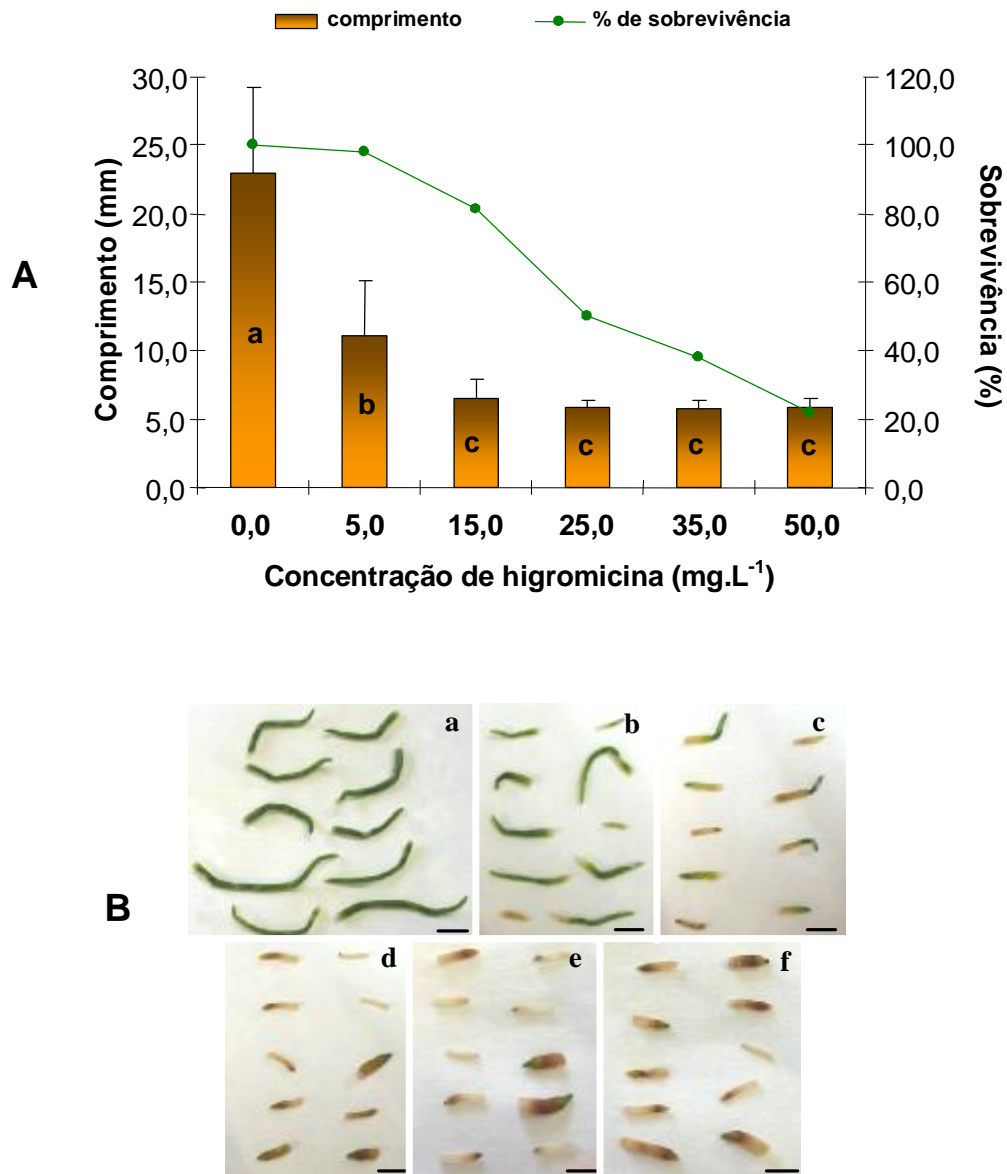 comprimento % de sobrevivência
30,0 120,0
25,0 100,0
20,0 80,0
15,0 60,0
10,0 40,0
5,0 20,0
0,0 0,0
Comprimento (mm)
Sobrevivência (%)
A
a b c c c c
0,0 5,0 15,0 25,0 35,0 50,0
Concentração de higromicina (mg.L⁻¹)
B
a b c
d e f